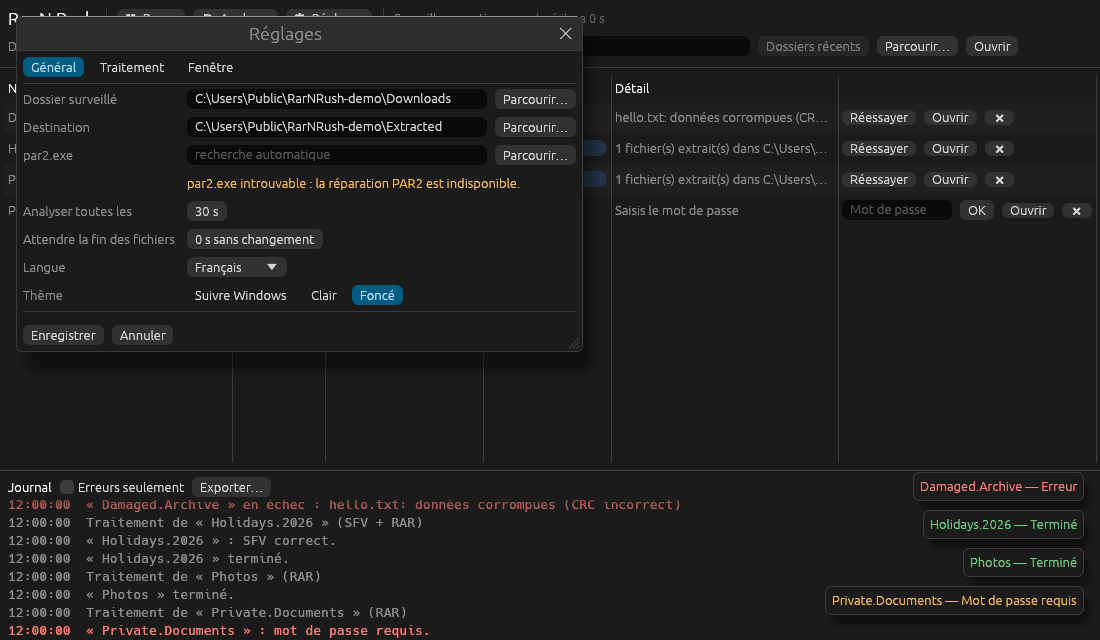 Réglages
Général Traitement Fenêtre
Dossier surveillé C:\Users\Public\RarNRush-demo\Downloads Parcourir…
Destination C:\Users\Public\RarNRush-demo\Extracted Parcourir…
par2.exe recherche automatique Parcourir…
par2.exe introuvable : la réparation PAR2 est indisponible.
Analyser toutes les 30 s
Attendre la fin des fichiers 0 s sans changement
Langue Français
Thème Suivre Windows Clair Foncé
Enregistrer Annuler
à 0 s
Dossiers récents Parcourir… Ouvrir
Détail
hello.txt: données corrompues (CRC… Réessayer Ouvrir
1 fichier(s) extrait(s) dans C:\Users\… Réessayer Ouvrir
1 fichier(s) extrait(s) dans C:\Users\… Réessayer Ouvrir
Saisis le mot de passe Mot de passe OK Ouvrir
Journal Erreurs seulement Exporter…
12:00:00 « Damaged.Archive » en échec : hello.txt: données corrompues (CRC incorrect)
12:00:00 Traitement de « Holidays.2026 » (SFV + RAR)
12:00:00 « Holidays.2026 » : SFV correct.
12:00:00 « Holidays.2026 » terminé.
12:00:00 Traitement de « Photos » (RAR)
12:00:00 « Photos » terminé.
12:00:00 Traitement de « Private.Documents » (RAR)
12:00:00 « Private.Documents » : mot de passe requis.
Damaged.Archive — Erreur
Holidays.2026 — Terminé
Photos — Terminé
Private.Documents — Mot de passe requis